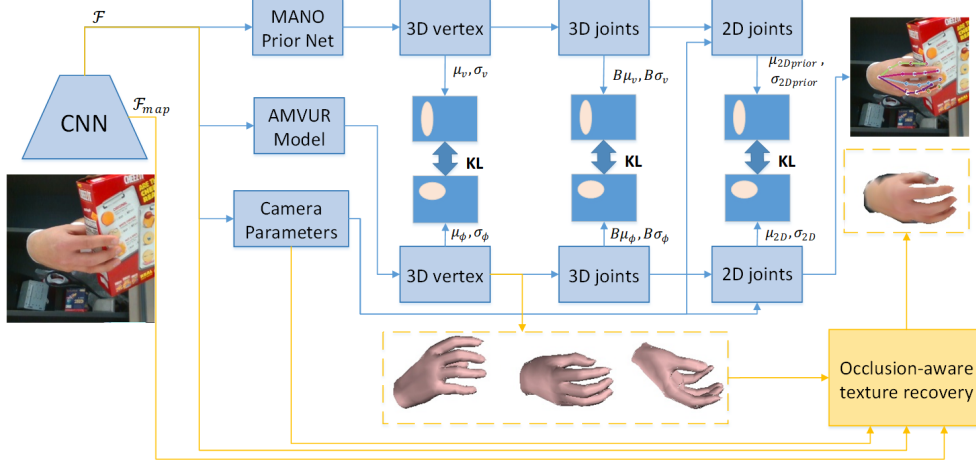 ℱ
MANO
Prior Net
3D vertex
3D joints
2D joints
μ_v, σ_v
Bμ_v, Bσ_v
μ_2Dprior,
σ_2Dprior
ℱ_map
CNN
AMVUR
Model
KL
KL
KL
Camera
Parameters
μ_ϕ, σ_ϕ
Bμ_ϕ, Bσ_ϕ
μ_2D, σ_2D
3D vertex
3D joints
2D joints
Occlusion-aware
texture recovery